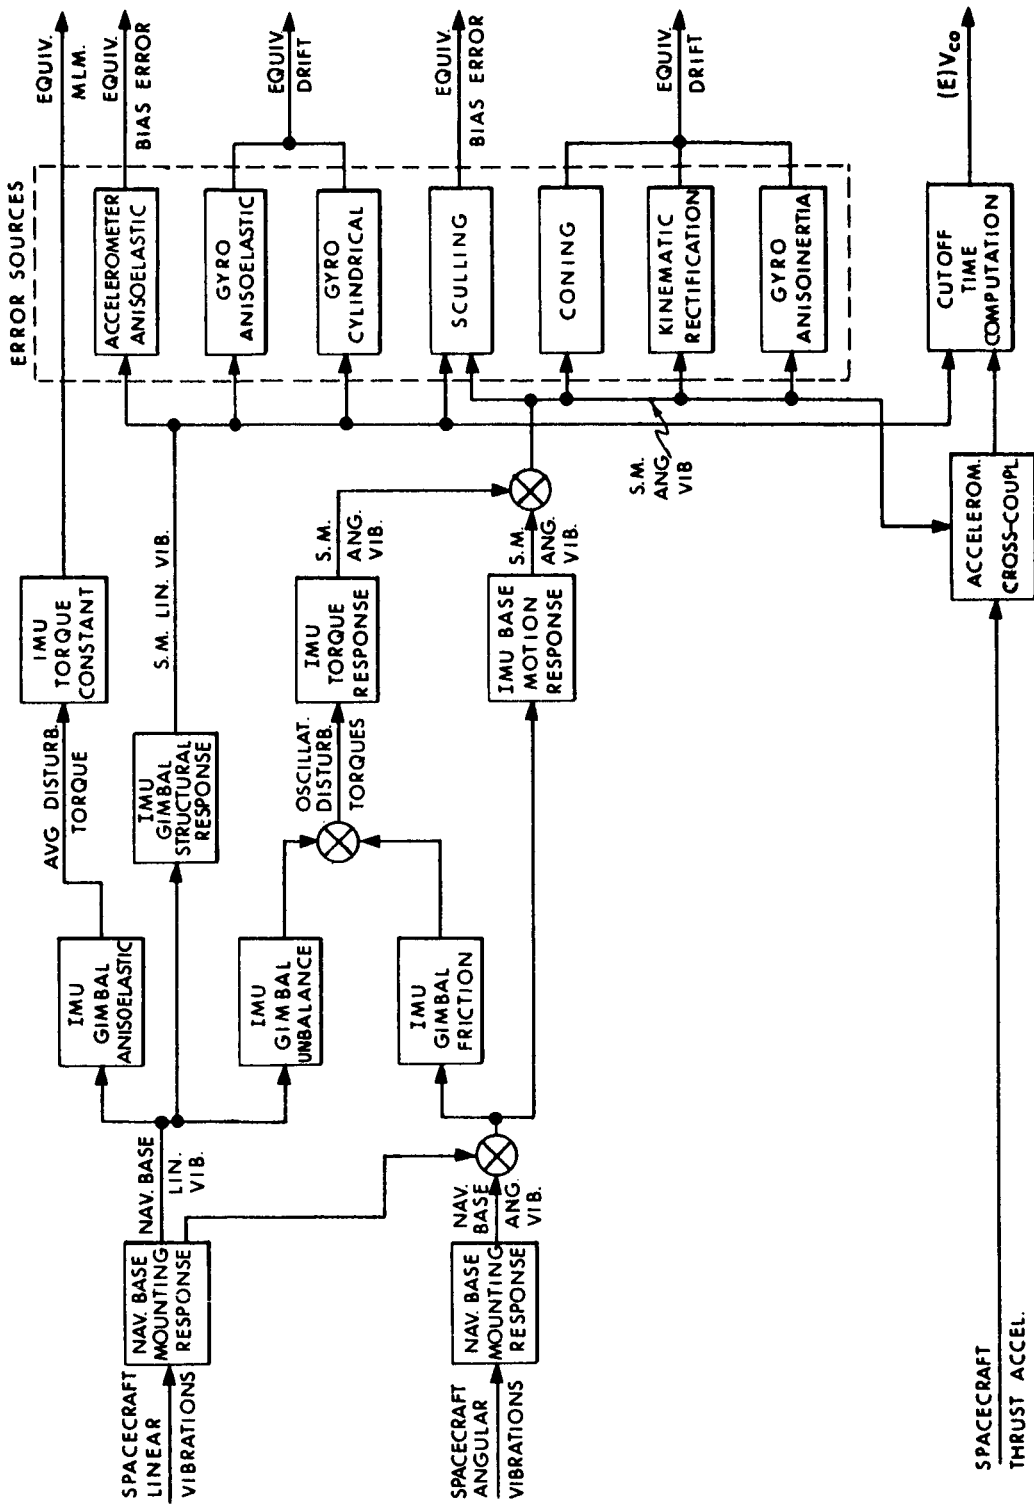 SPACECRAFT
LINEAR
VIBRATIONS
NAV. BASE
MOUNTING
RESPONSE
NAV. BASE
LIN.
VIB.
IMU
GIMBAL
ANISOELASTIC
AVG DISTURB.
TORQUE
IMU
TORQUE
CONSTANT
EQUIV.
MLM.
IMU
GIMBAL
STRUCTURAL
RESPONSE
S.M. LIN. VIB.
IMU
GIMBAL
UNBALANCE
OSCILLAT.
DISTURB.
TORQUES
IMU
TORQUE
RESPONSE
S.M.
ANG.
VIB.
IMU
GIMBAL
FRICTION
SPACECRAFT
ANGULAR
VIBRATIONS
NAV. BASE
MOUNTING
RESPONSE
NAV.
BASE
ANG.
VIB.
IMU BASE
MOTION
RESPONSE
S.M.
ANG.
VIB.
S.M.
ANG
VIB
ERROR SOURCES
ACCELEROMETER
ANISOELASTIC
EQUIV.
BIAS ERROR
GYRO
ANISOELASTIC
GYRO
CYLINDRICAL
EQUIV.
DRIFT
SCULLING
EQUIV.
BIAS ERROR
CONING
KINEMATIC
RECTIFICATION
GYRO
ANISOINERTIA
EQUIV.
DRIFT
SPACECRAFT
THRUST ACCEL.
ACCELEROM.
CROSS-COUPL
CUTOFF
TIME
COMPUTATION
(E)Vco